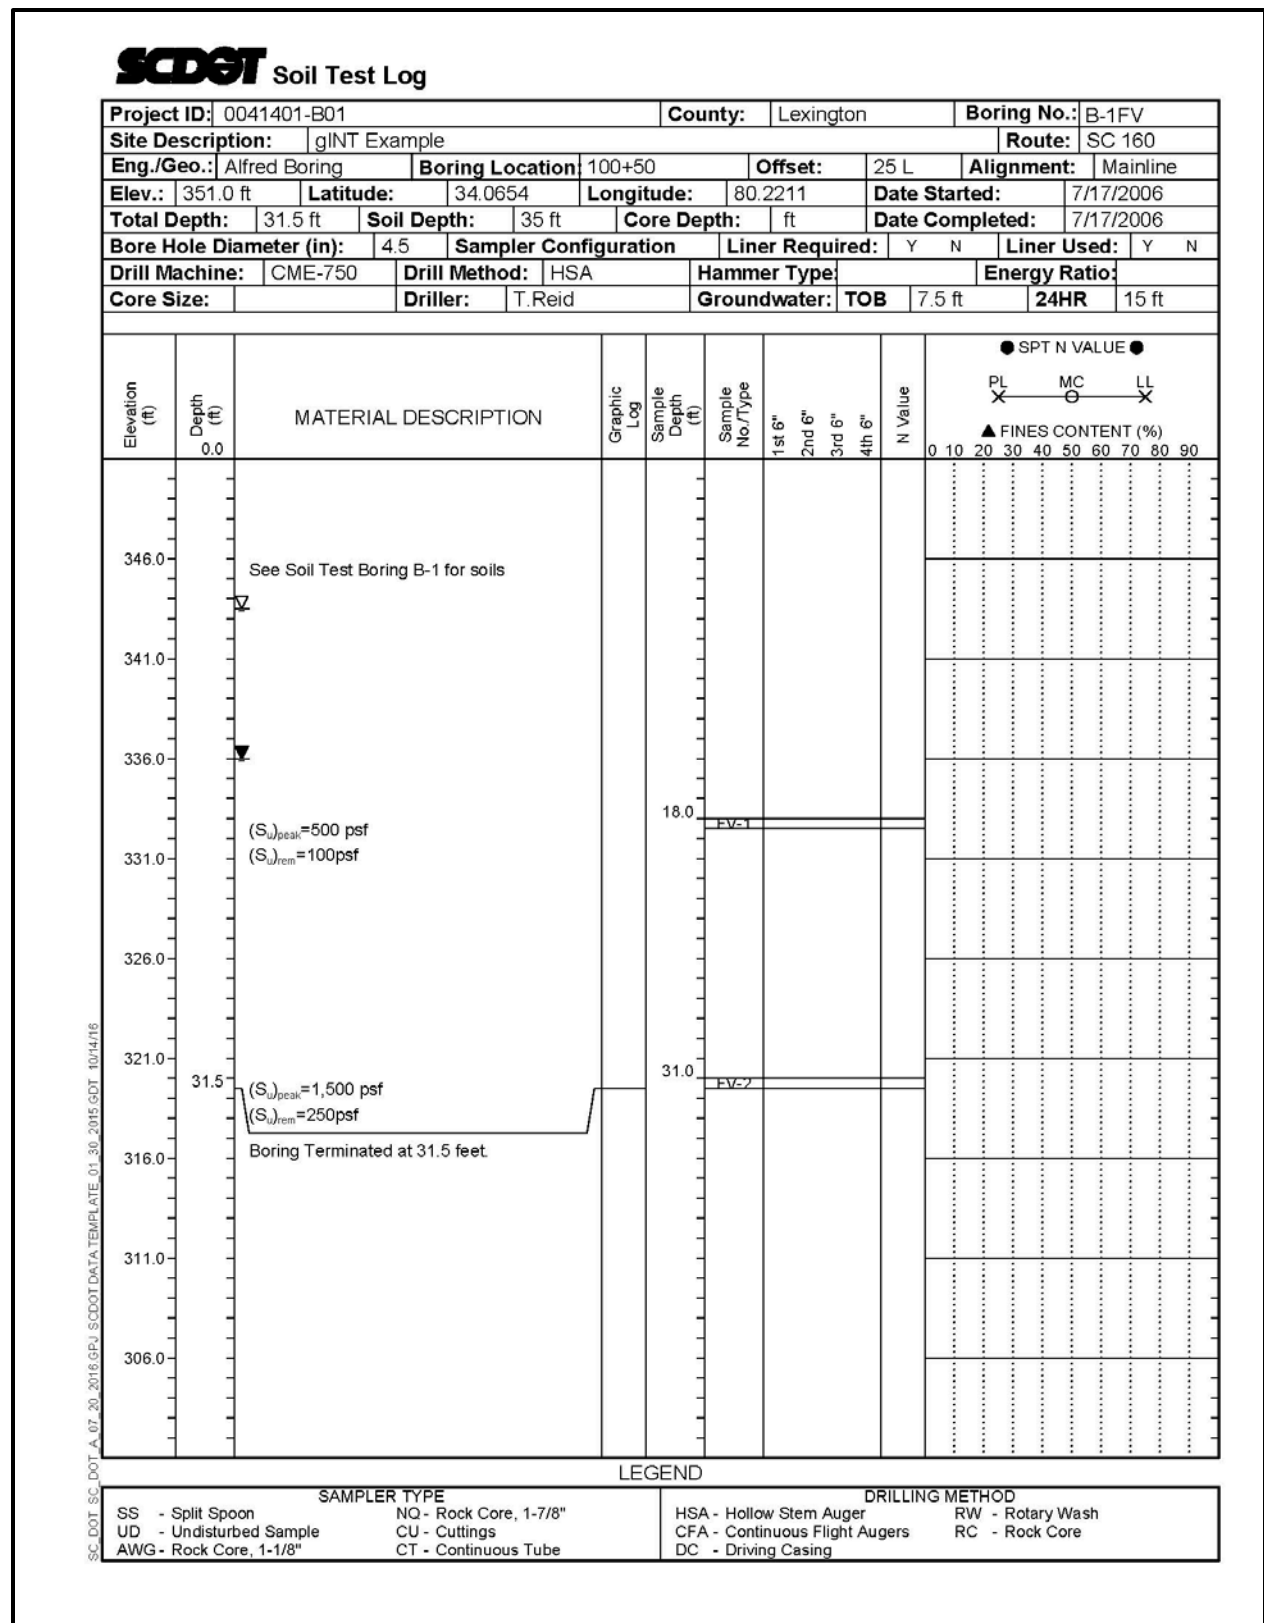 SCDOT Soil Test Log
Project ID: 0041401-B01 County: Lexington Boring No.: B-1FV
Site Description: gINT Example Route: SC 160
Eng./Geo.: Alfred Boring Boring Location: 100+50 Offset: 25 L Alignment: Mainline
Elev.: 351.0 ft Latitude: 34.0654 Longitude: 80.2211 Date Started: 7/17/2006
Total Depth: 31.5 ft Soil Depth: 35 ft Core Depth: ft Date Completed: 7/17/2006
Bore Hole Diameter (in): 4.5 Sampler Configuration Liner Required: Y N Liner Used: Y N
Drill Machine: CME-750 Drill Method: HSA Hammer Type: Energy Ratio:
Core Size: Driller: T.Reid Groundwater: TOB 7.5 ft 24HR 15 ft
Elevation (ft)
Depth (ft)
0.0
MATERIAL DESCRIPTION
Graphic Log
Sample Depth (ft)
Sample No./Type
1st 6"
2nd 6"
3rd 6"
4th 6"
N Value
● SPT N VALUE ●
PL MC LL
▲ FINES CONTENT (%)
0 10 20 30 40 50 60 70 80 90
346.0
See Soil Test Boring B-1 for soils
341.0
336.0
18.0
FV-1
(Su)peak=500 psf
331.0
(Su)rem=100psf
326.0
321.0
31.5
31.0
FV-2
(Su)peak=1,500 psf
(Su)rem=250psf
316.0
Boring Terminated at 31.5 feet.
311.0
306.0
SC_DOT SC_DOT_A_07_20_2016.GPJ SCDOT DATA TEMPLATE_01_30_2015.GDT 10/14/16
LEGEND
SAMPLER TYPE
SS - Split Spoon NQ - Rock Core, 1-7/8"
UD - Undisturbed Sample CU - Cuttings
AWG - Rock Core, 1-1/8" CT - Continuous Tube
DRILLING METHOD
HSA - Hollow Stem Auger RW - Rotary Wash
CFA - Continuous Flight Augers RC - Rock Core
DC - Driving Casing